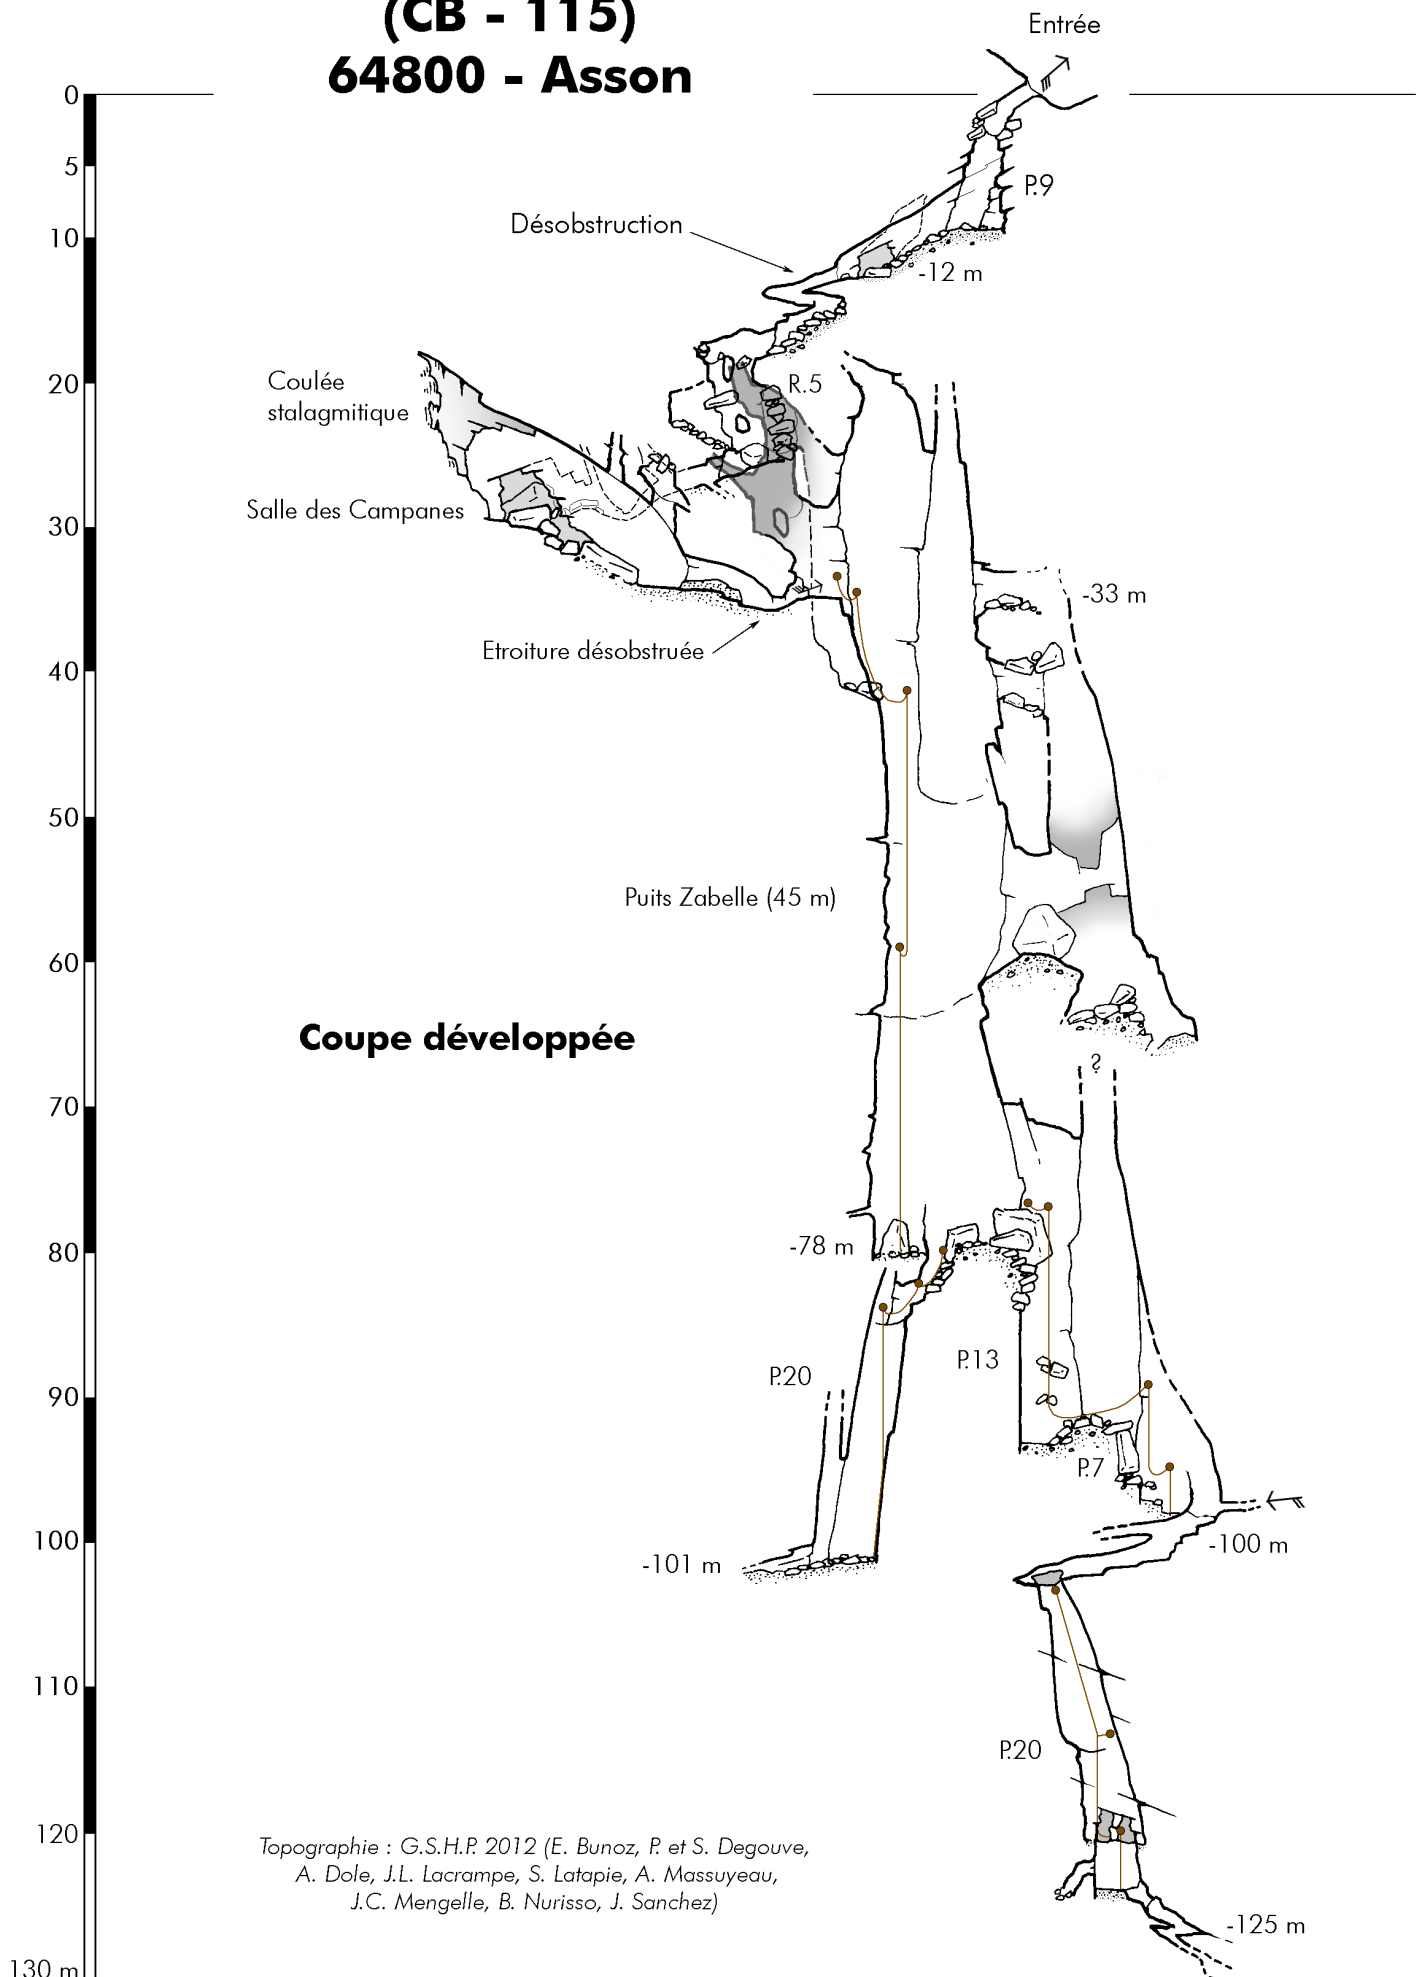 (CB - 115)
64800 - Asson
Entrée
0
5
P.9
Désobstruction
10
-12 m
Coulée
stalagmitique
20
R.5
Salle des Campanes
30
-33 m
Etroiture désobstruée
40
50
Puits Zabelle (45 m)
60
Coupe développée
?
70
-78 m
80
P.13
P.20
90
P.7
100
-100 m
-101 m
110
P.20
120
Topographie : G.S.H.P. 2012 (E. Bunoz, P. et S. Degouve,
A. Dole, J.L. Lacrampe, S. Latapie, A. Massuyeau,
J.C. Mengelle, B. Nurisso, J. Sanchez)
-125 m
130 m